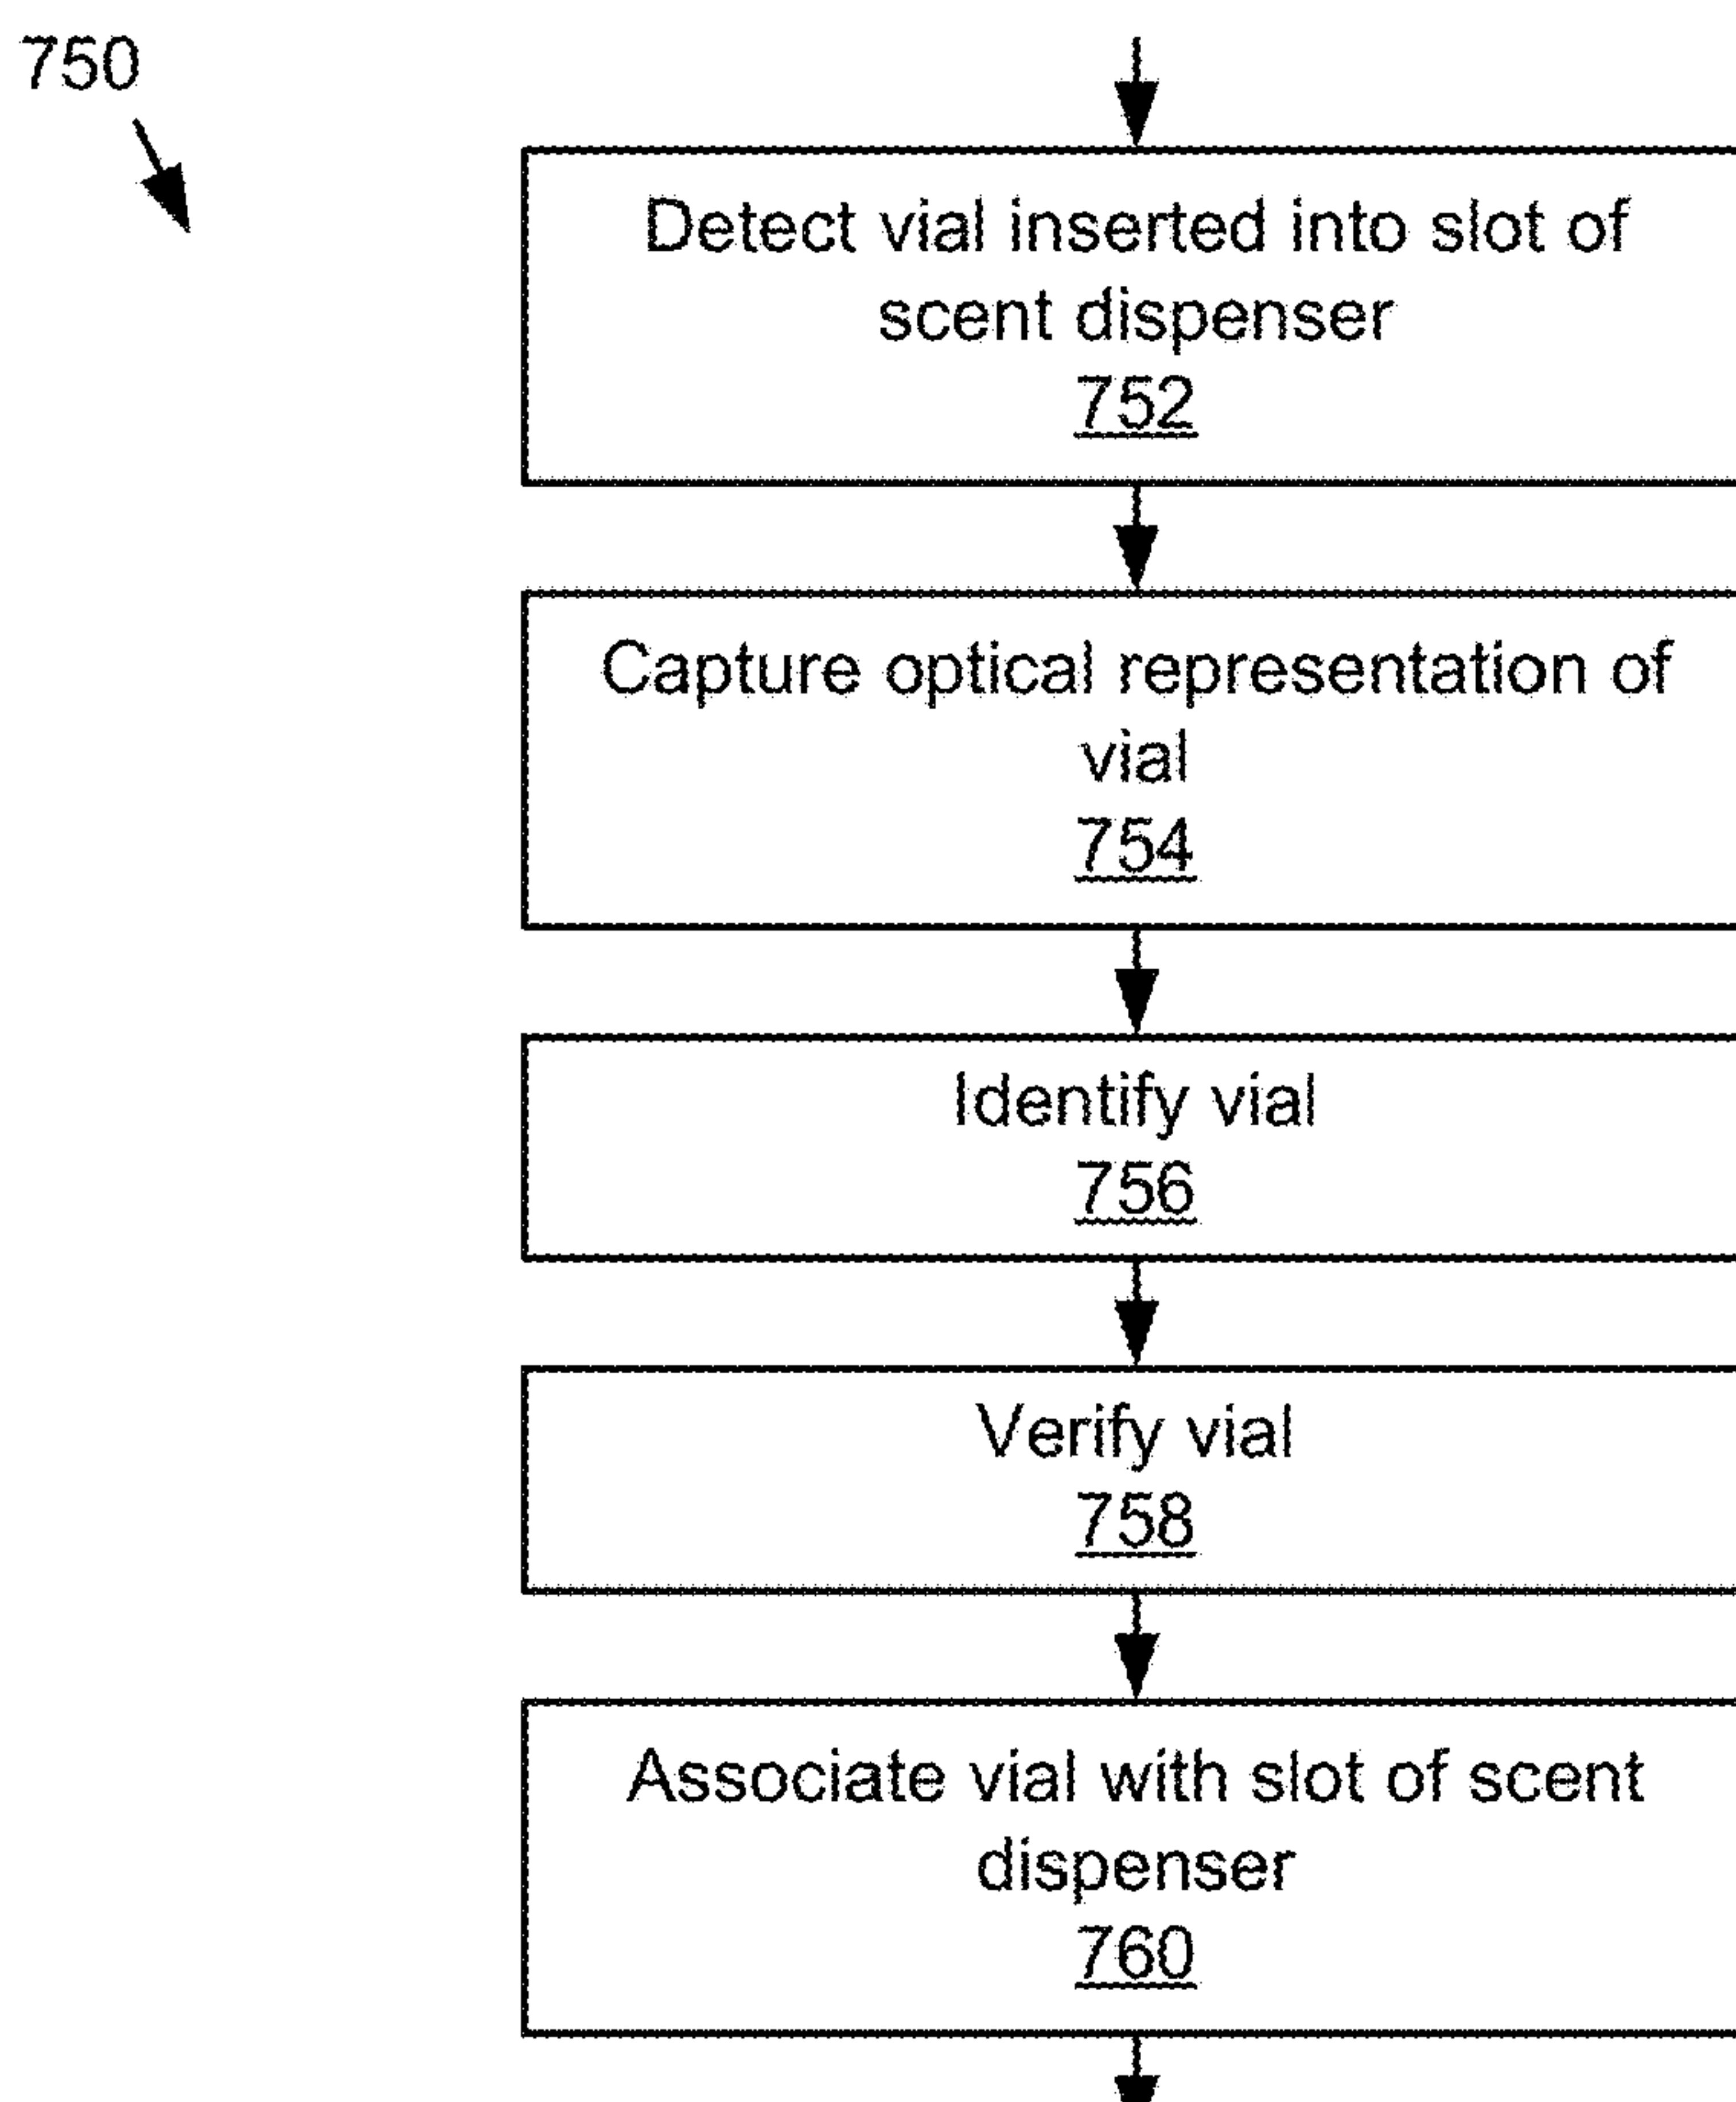 750
Detect vial inserted into slot of
scent dispenser
752
Capture optical representation of
vial
754
Identify vial
756
Verify vial
758
Associate vial with slot of scent
dispenser
760